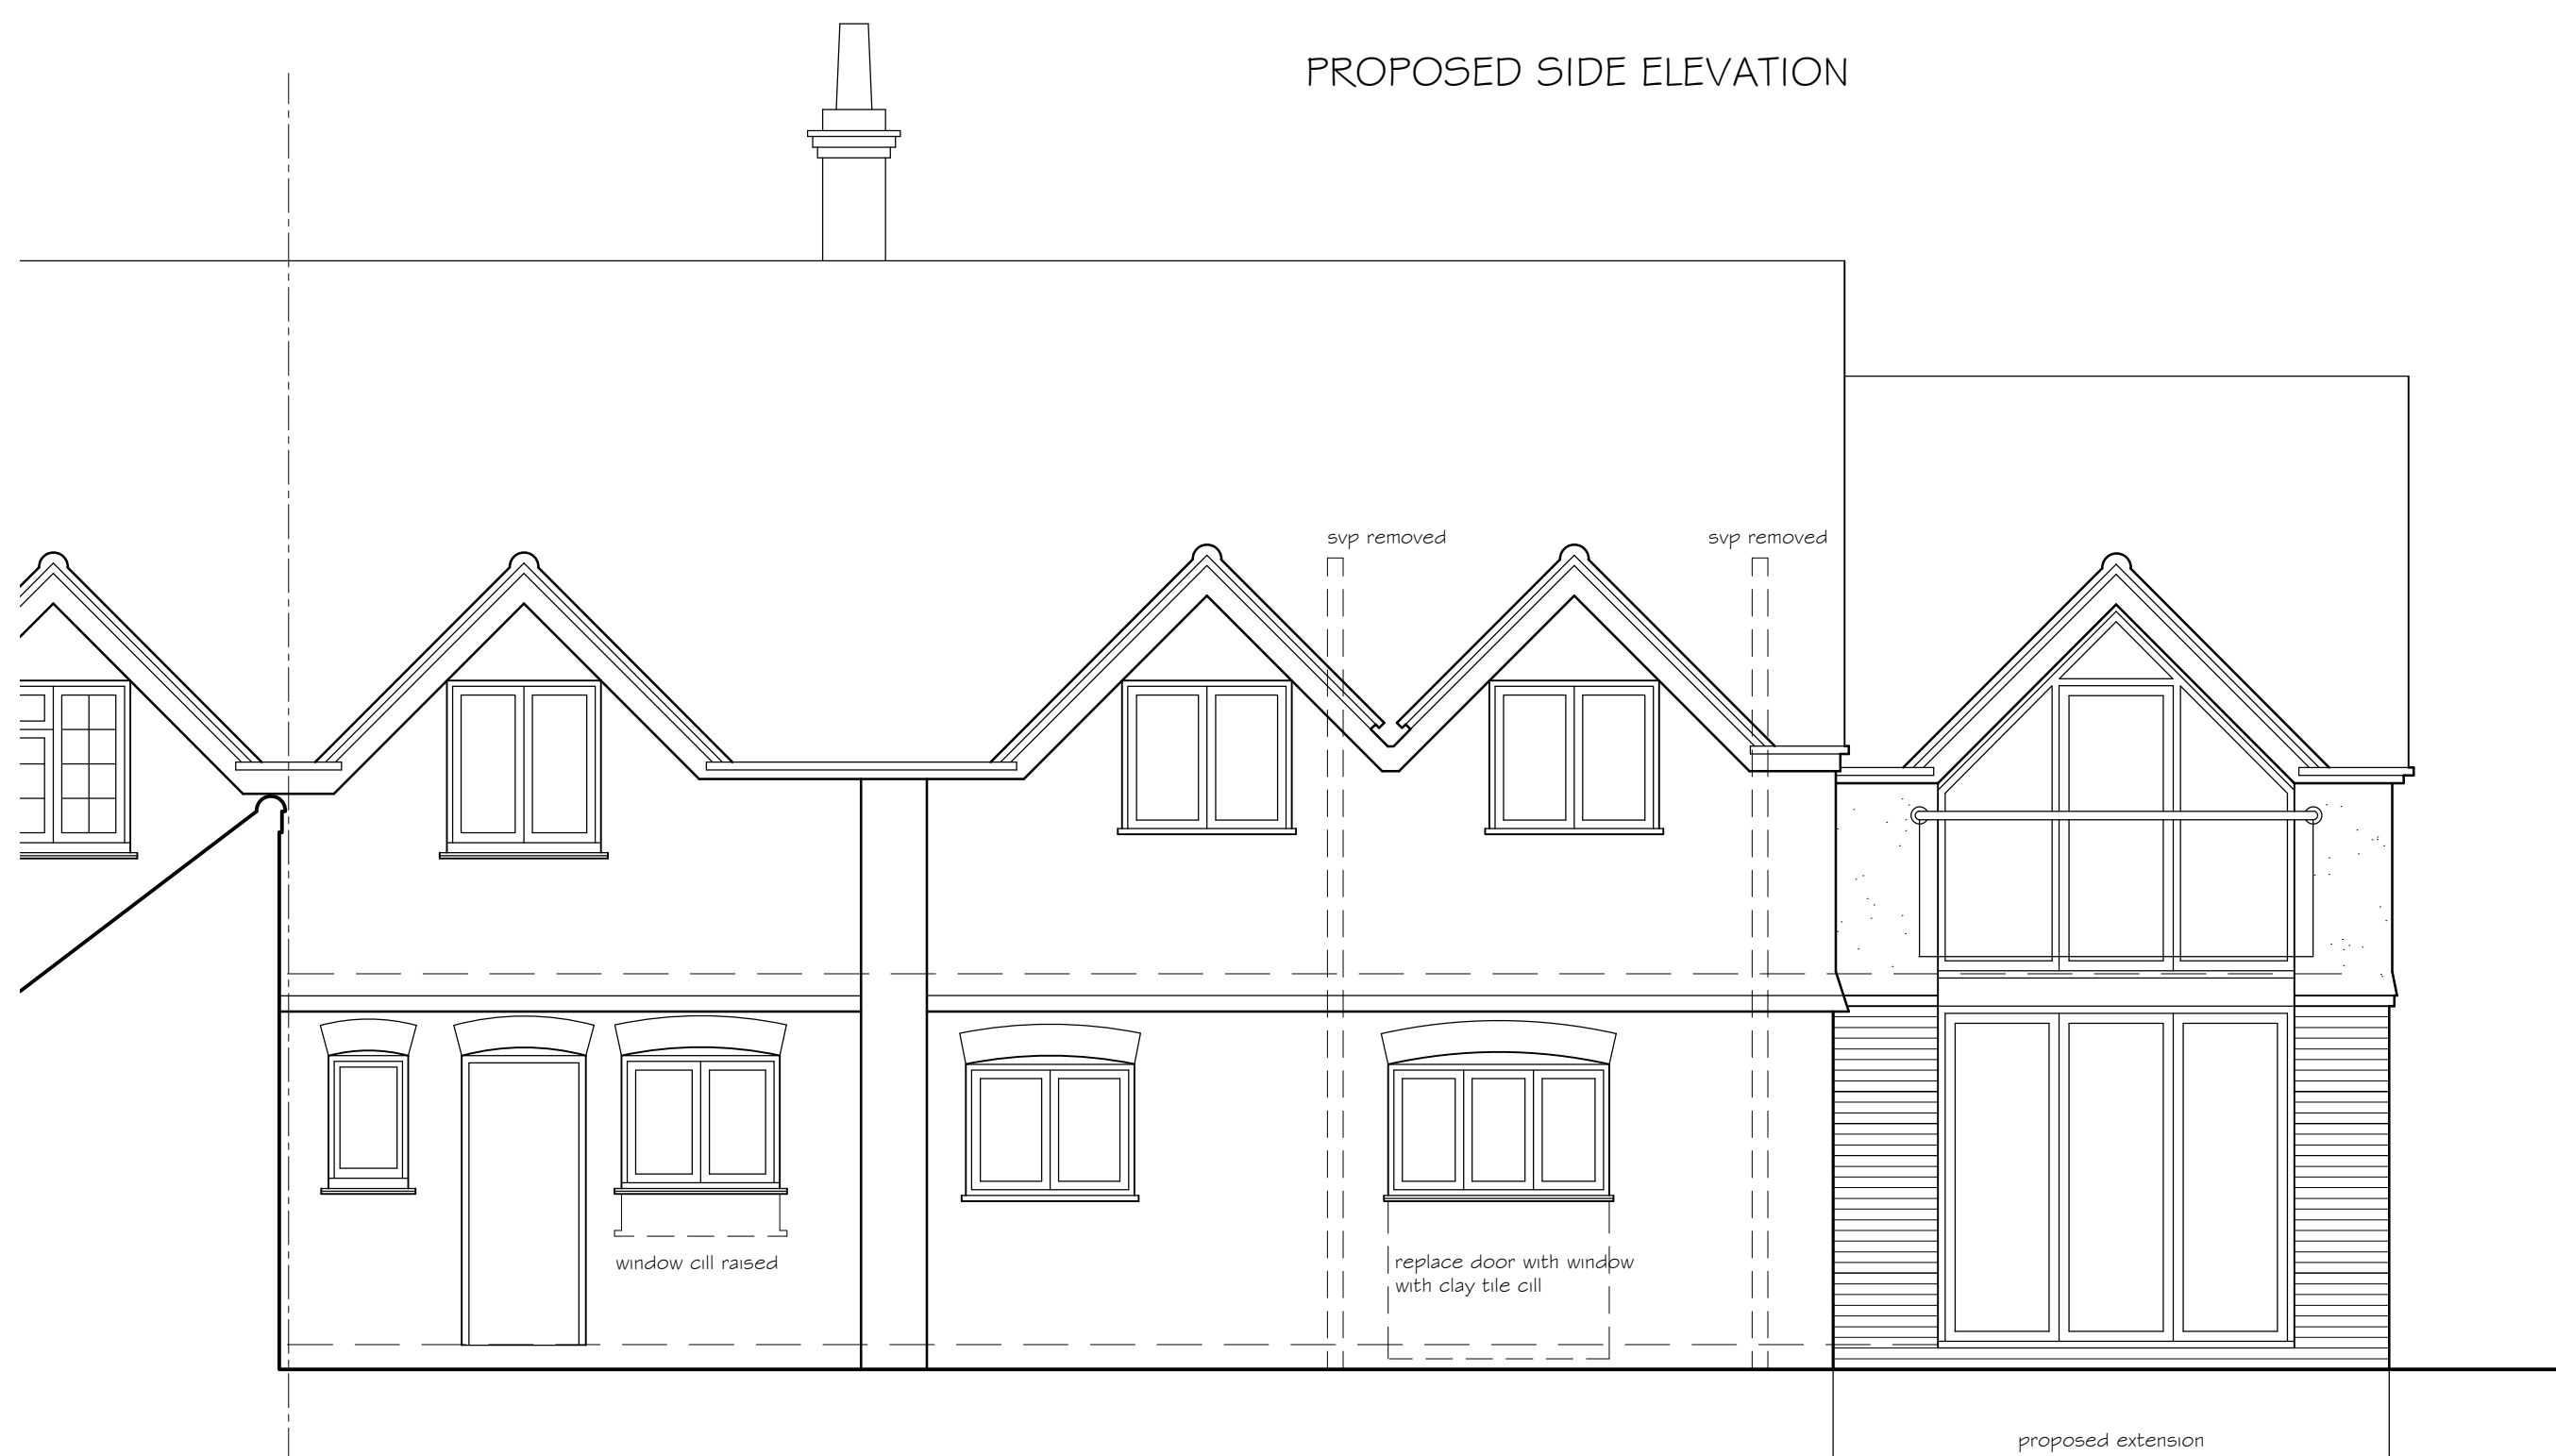 PROPOSED SIDE ELEVATION
svp removed
svp removed
window cill raised
replace door with window
with clay tile cill
proposed extension